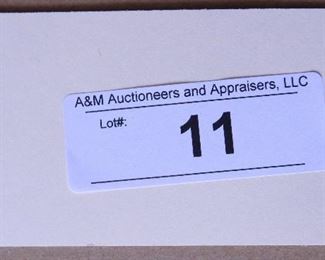 A&M Auctioneers and Appraisers, LLC
Lot#:
11